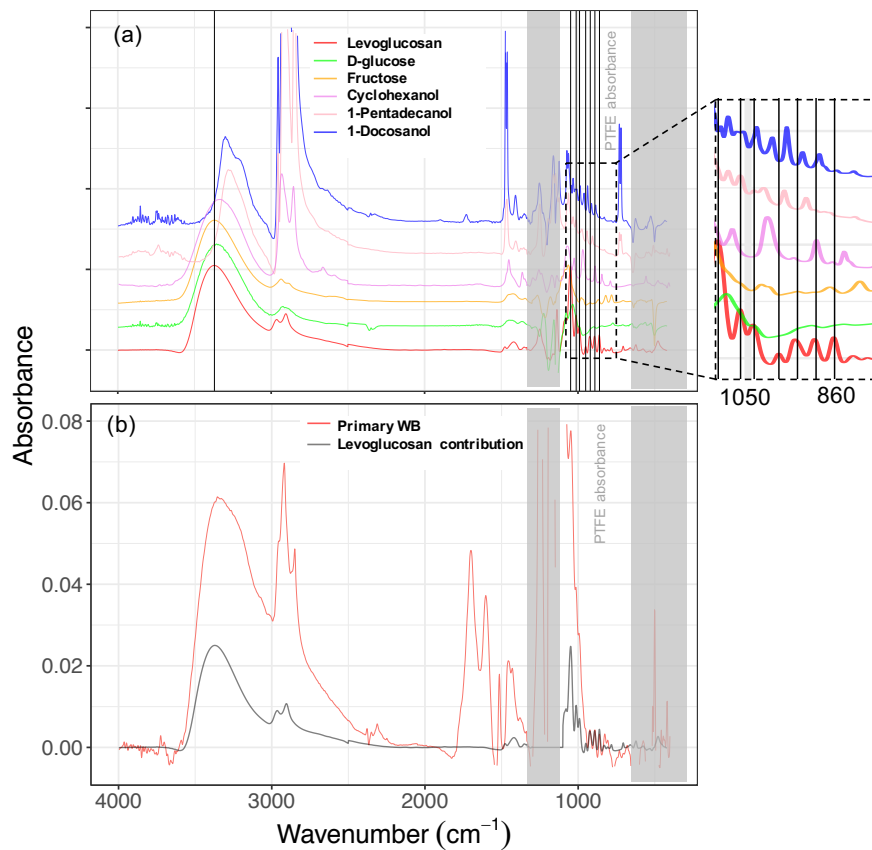 (a)
Levoglucosan
D-glucose
Fructose
Cyclohexanol
1-Pentadecanol
1-Docosanol
PTFE absorbance
1050 860
Absorbance
(b)
Primary WB
Levoglucosan contribution
PTFE absorbance
0.08
0.06
0.04
0.02
0.00
4000 3000 2000 1000
Wavenumber (cm−1)